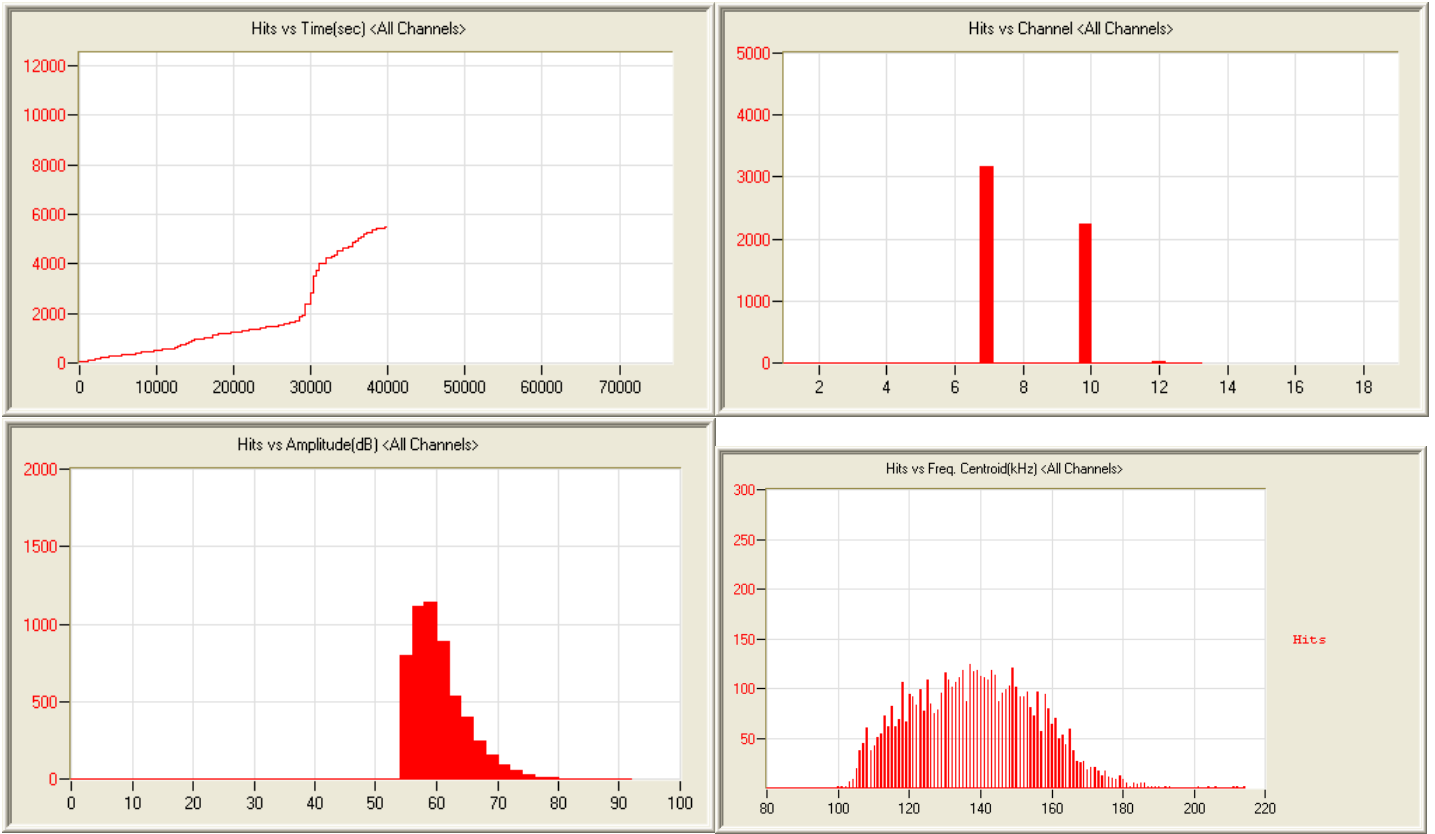 Hits vs Time(sec) <All Channels>
12000
10000
8000
6000
4000
2000
0
0 10000 20000 30000 40000 50000 60000 70000
Hits vs Channel <All Channels>
5000
4000
3000
2000
1000
0
2 4 6 8 10 12 14 16 18
Hits vs Amplitude(dB) <All Channels>
2000
1500
1000
500
0
0 10 20 30 40 50 60 70 80 90 100
Hits vs Freq. Centroid(kHz) <All Channels>
300
250
200
150
100
50
80 100 120 140 160 180 200 220
Hits